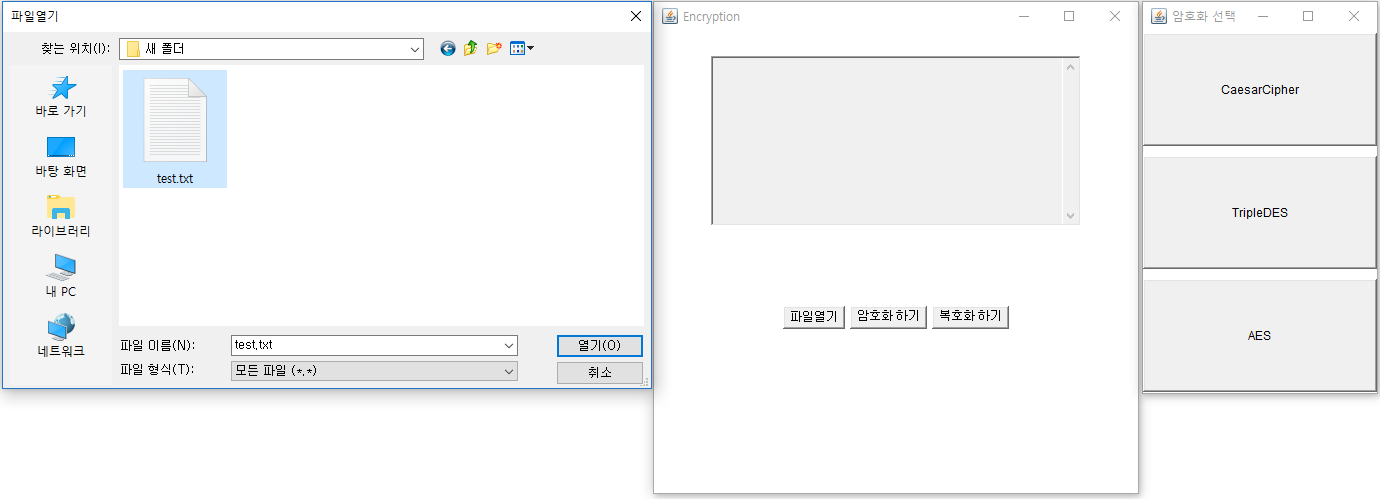 파일열기
찾는 위치(I):
새 폴더
바로 가기
바탕 화면
라이브러리
내 PC
네트워크
test.txt
파일 이름(N):
test.txt
열기(O)
파일 형식(T):
모든 파일 (*.*)
취소
Encryption
파일열기
암호화 하기
복호화 하기
암호화 선택
CaesarCipher
TripleDES
AES